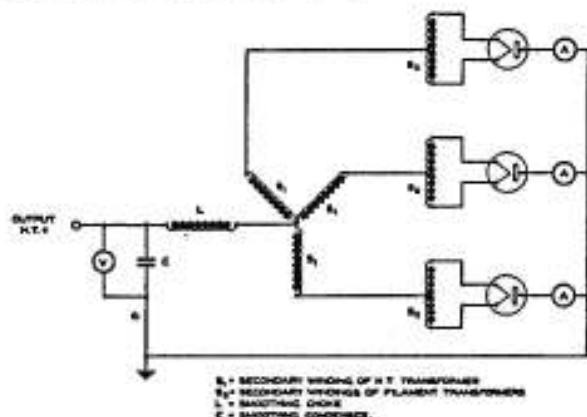 S₂
A
S₁
S₁
S₂
A
L
OUTPUT
H.T.+
V
C
S₁
S₂
A
S₁ = SECONDARY WINDING OF H.T. TRANSFORMER
S₂ = SECONDARY WINDINGS OF FILAMENT TRANSFORMERS
L = SMOOTHING CHOKE
C = SMOOTHING CONDENSER